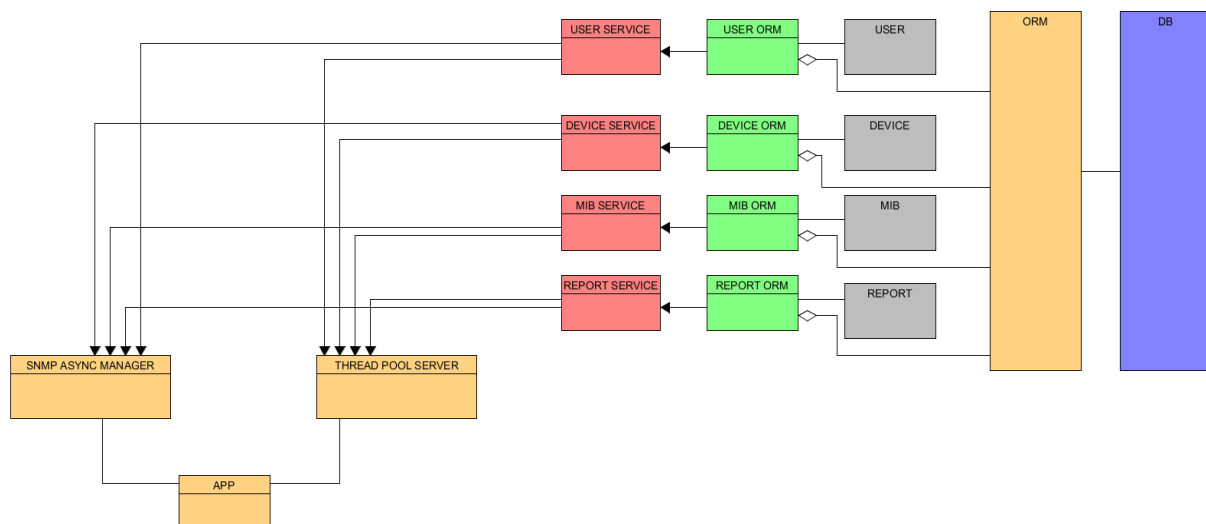 USER SERVICE
USER ORM
USER
ORM
DB
DEVICE SERVICE
DEVICE ORM
DEVICE
MIB SERVICE
MIB ORM
MIB
REPORT SERVICE
REPORT ORM
REPORT
SNMP ASYNC MANAGER
THREAD POOL SERVER
APP